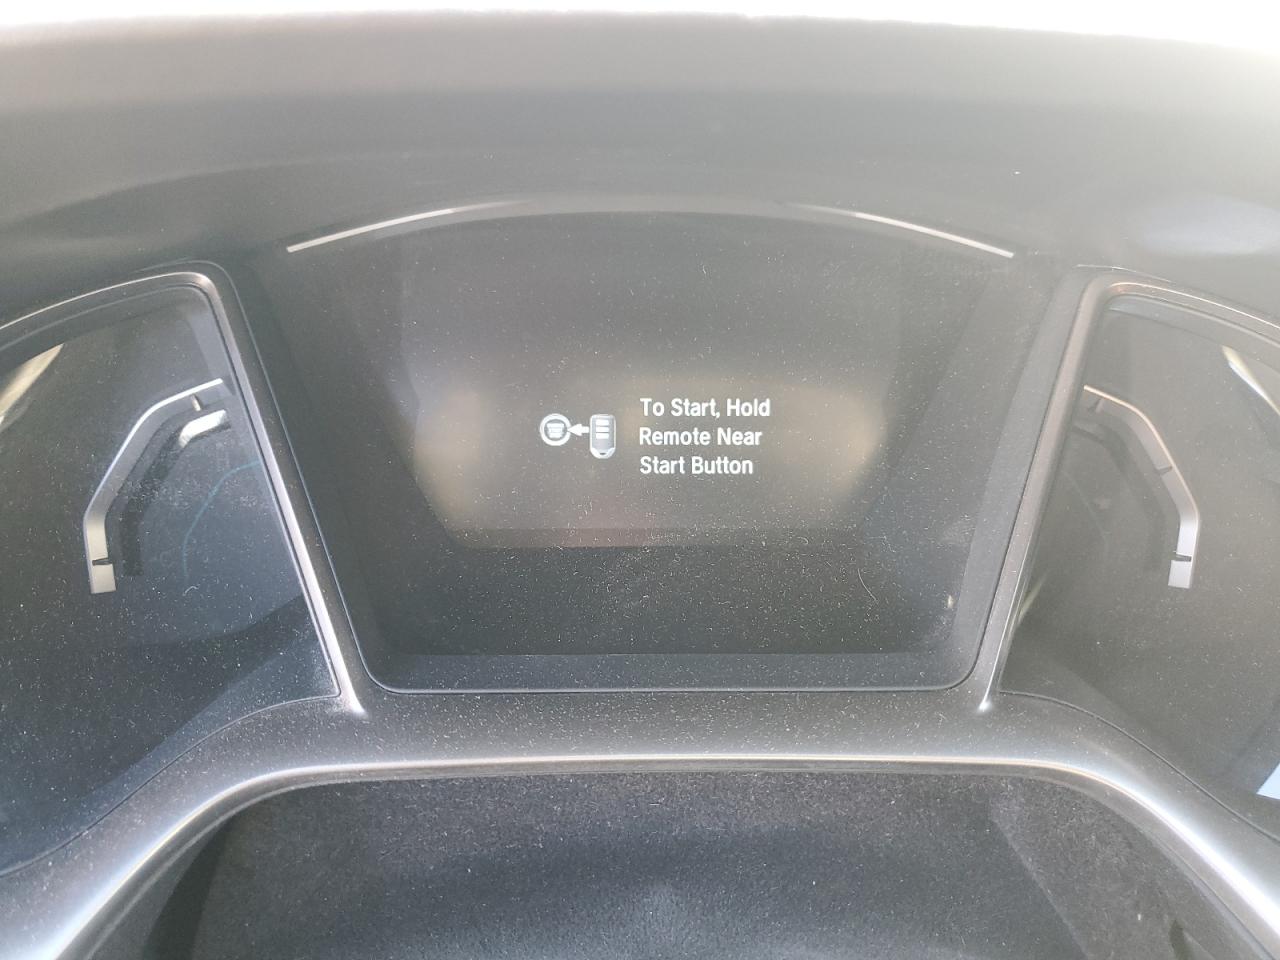 To Start, Hold
Remote Near
Start Button